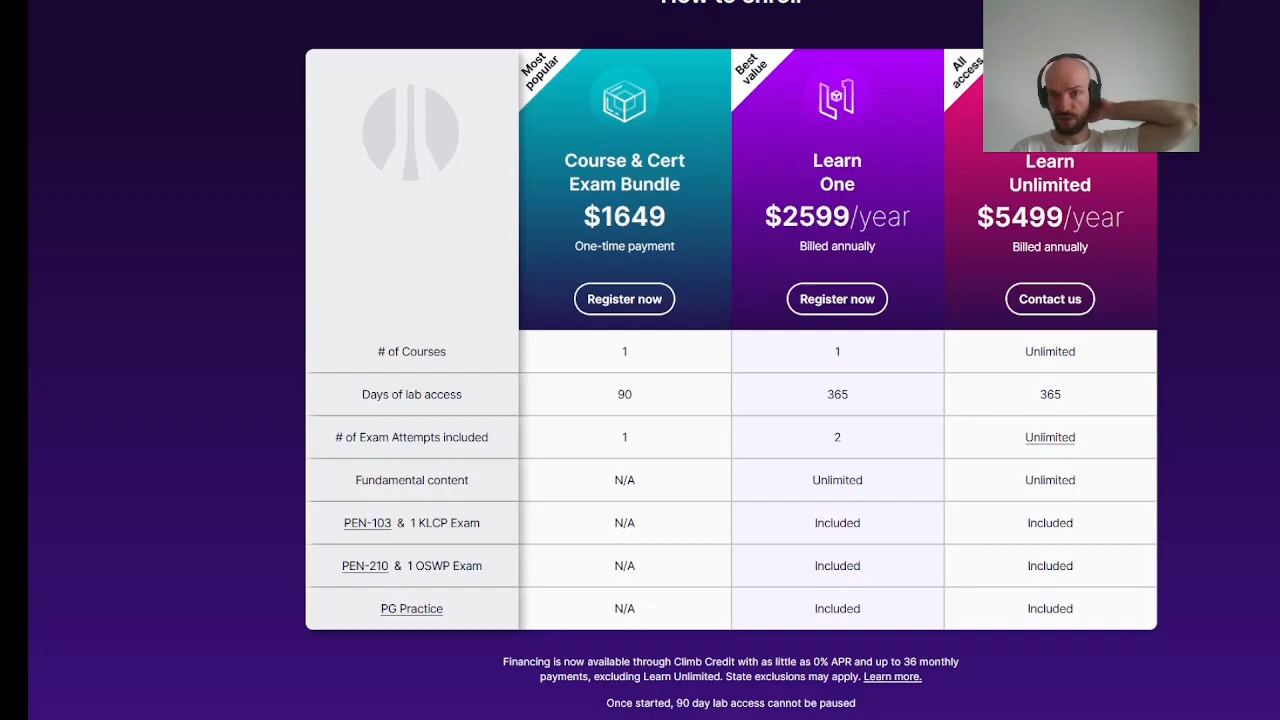 How to enroll
Most
popular
Best
value
All
access
Course & Cert
Exam Bundle
$1649
One-time payment
Register now
Learn
One
$2599/year
Billed annually
Register now
Learn
Unlimited
$5499/year
Billed annually
Contact us
# of Courses 1 1 Unlimited
Days of lab access 90 365 365
# of Exam Attempts included 1 2 Unlimited
Fundamental content N/A Unlimited Unlimited
PEN-103 & 1 KLCP Exam N/A Included Included
PEN-210 & 1 OSWP Exam N/A Included Included
PG Practice N/A Included Included
Financing is now available through Climb Credit with as little as 0% APR and up to 36 monthly
payments, excluding Learn Unlimited. State exclusions may apply. Learn more.
Once started, 90 day lab access cannot be paused